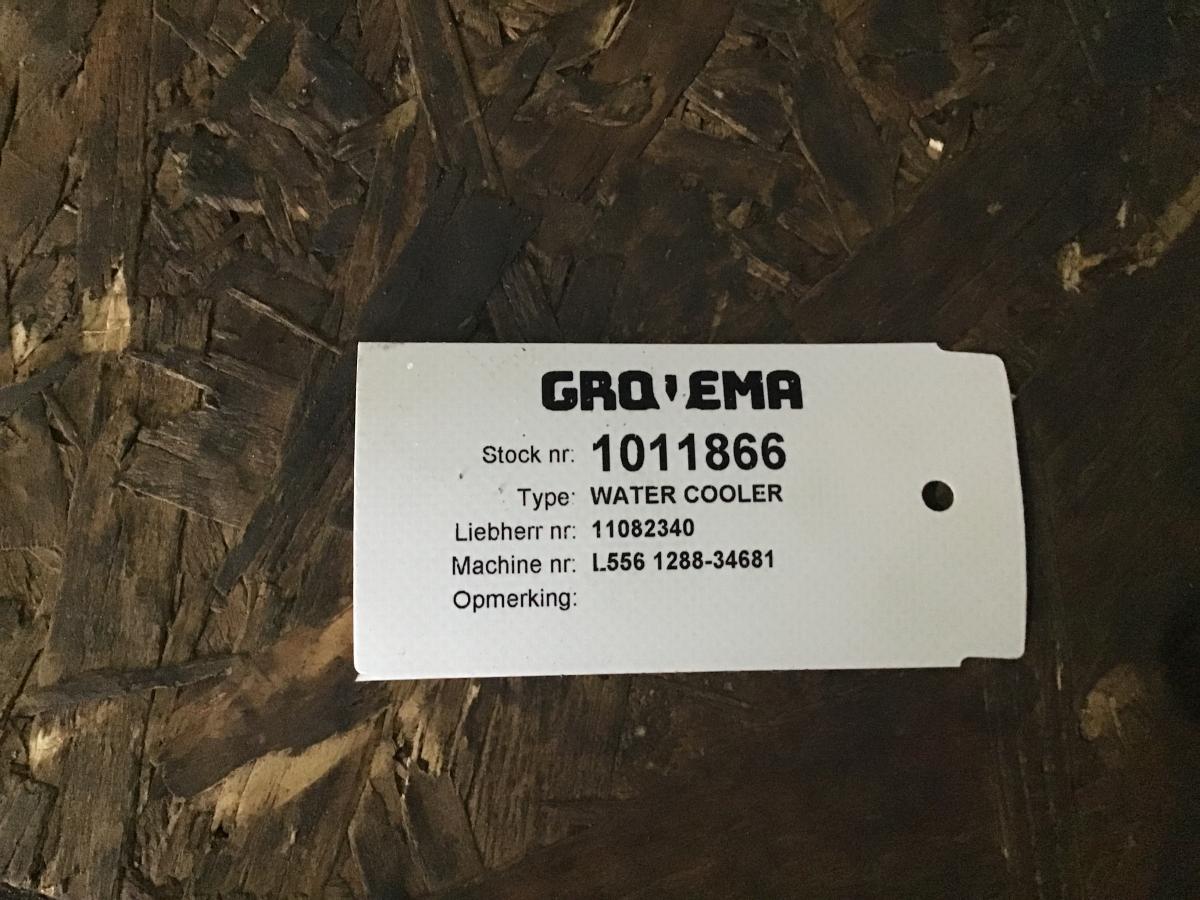 GRO'EMA
Stock nr: 1011866
Type: WATER COOLER
Liebherr nr: 11082340
Machine nr: L556 1288-34681
Opmerking: